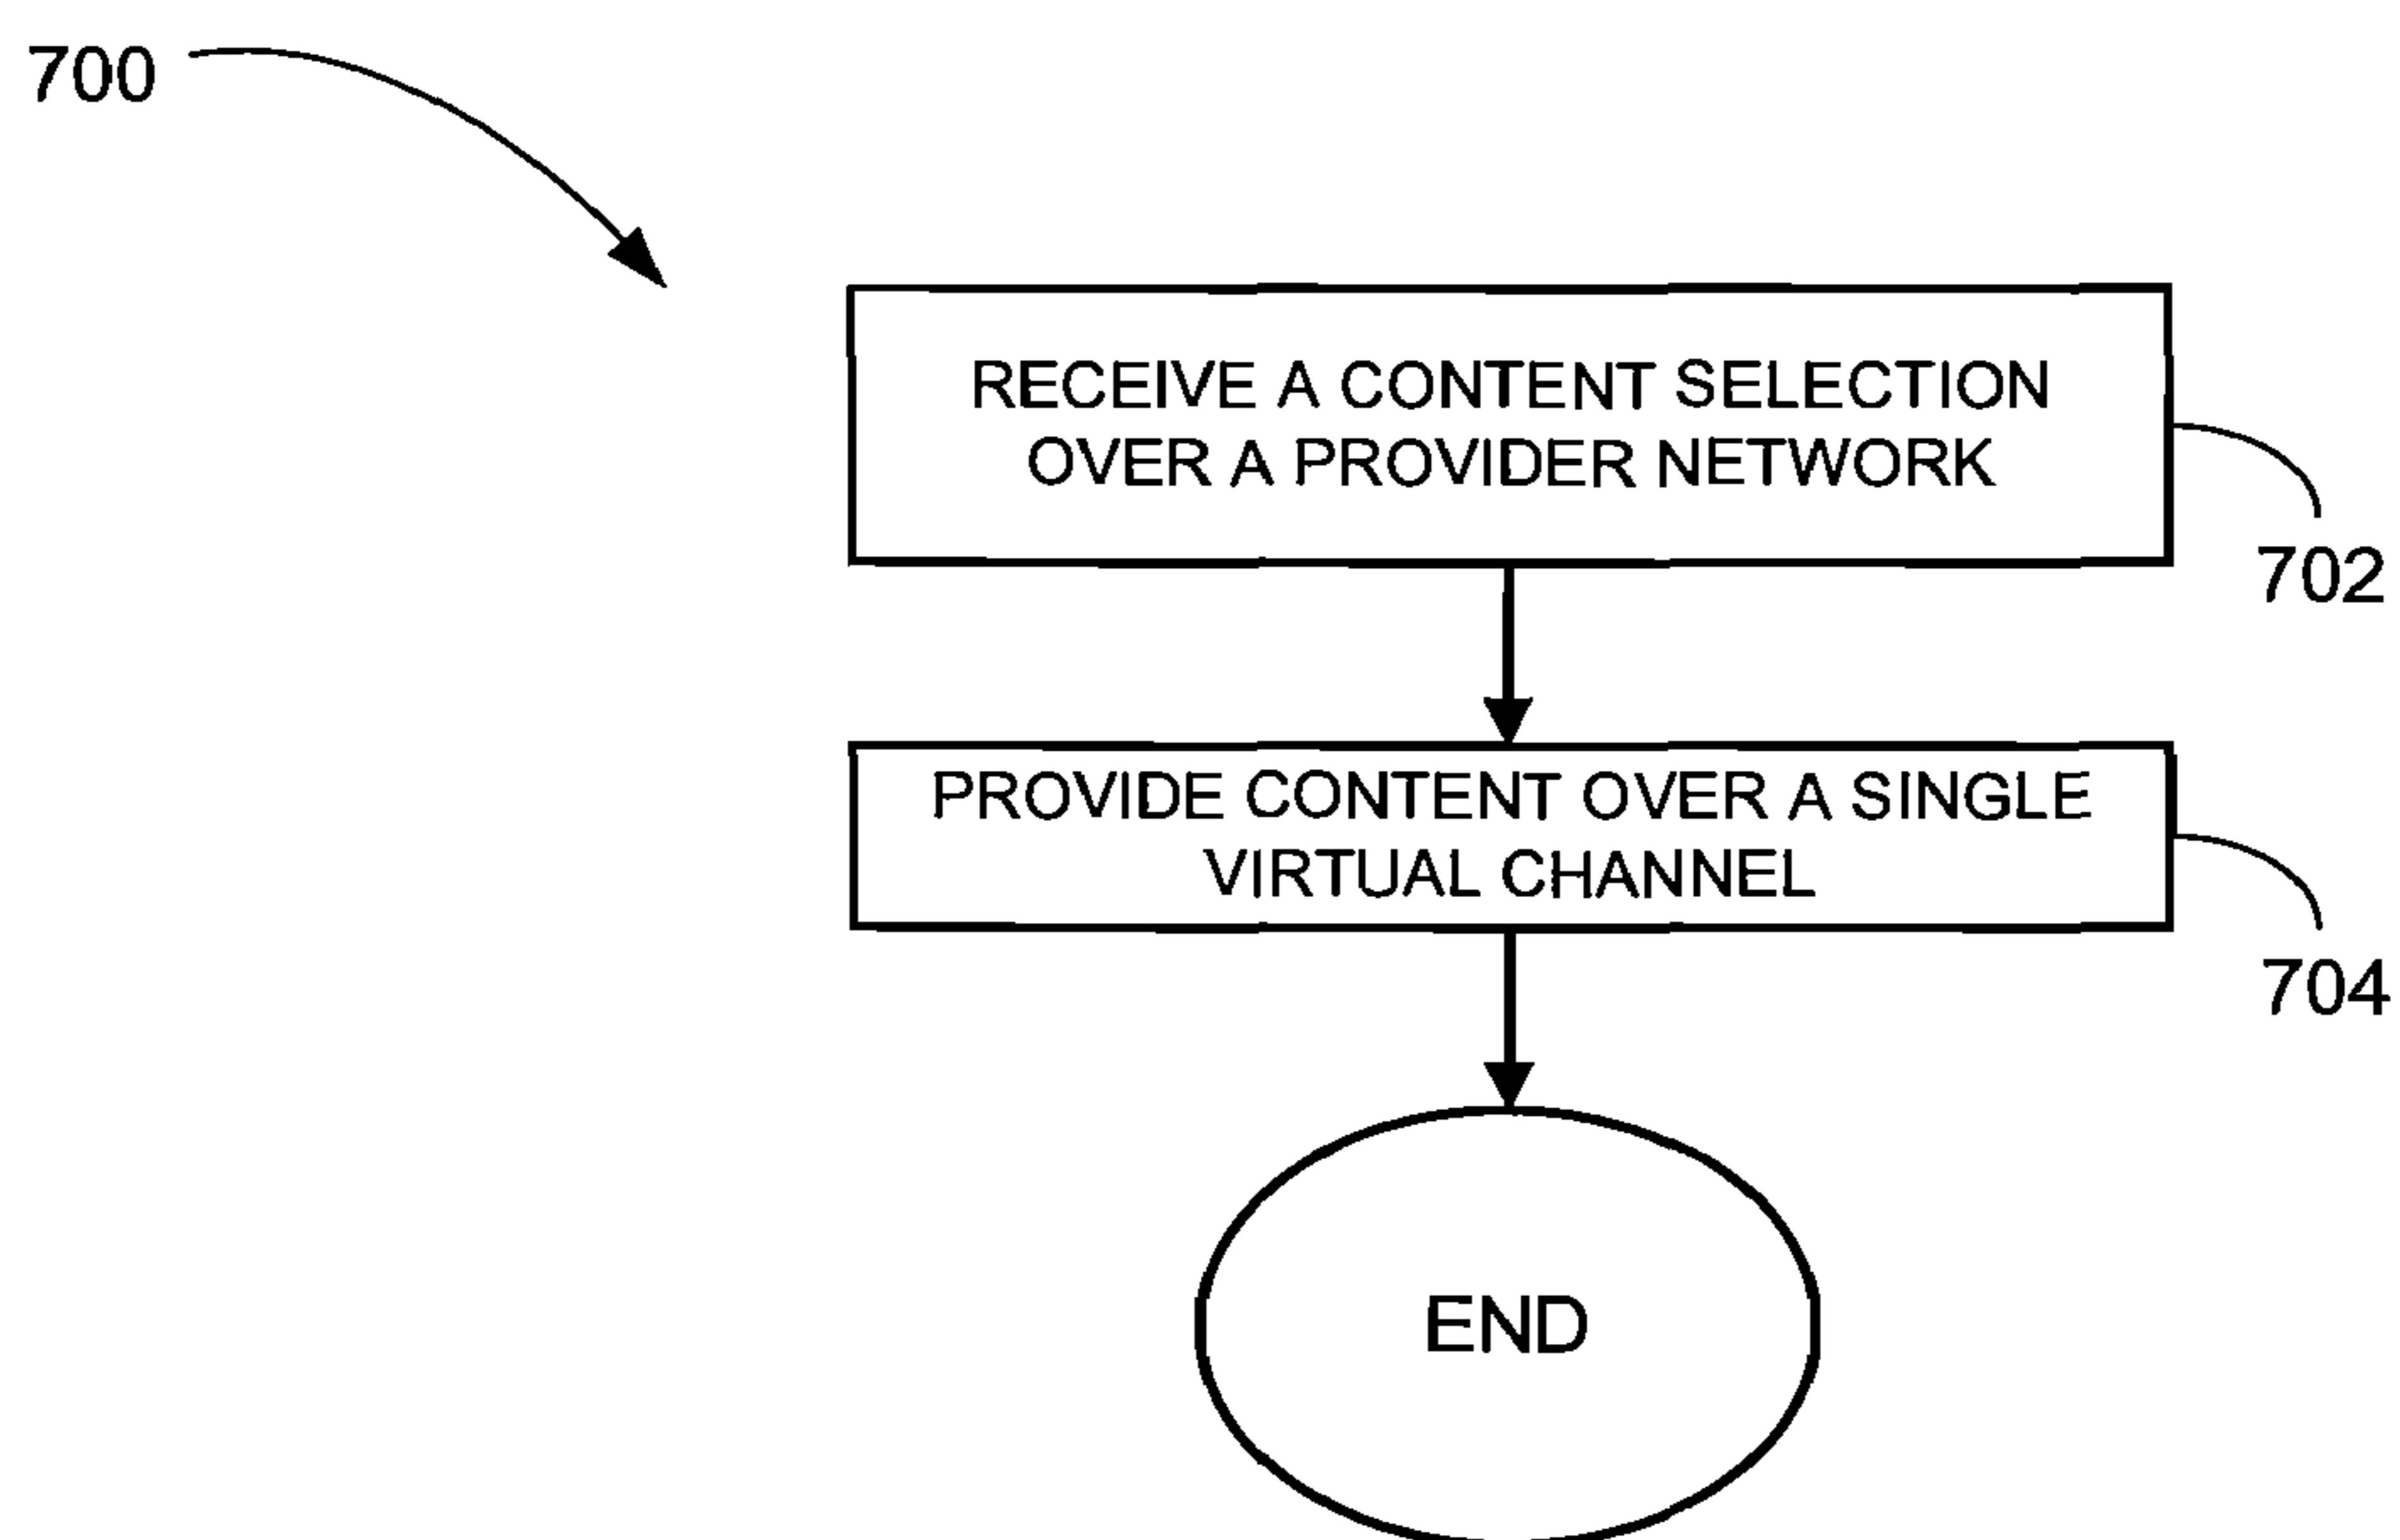 700
RECEIVE A CONTENT SELECTION
OVER A PROVIDER NETWORK
702
PROVIDE CONTENT OVER A SINGLE
VIRTUAL CHANNEL
704
END